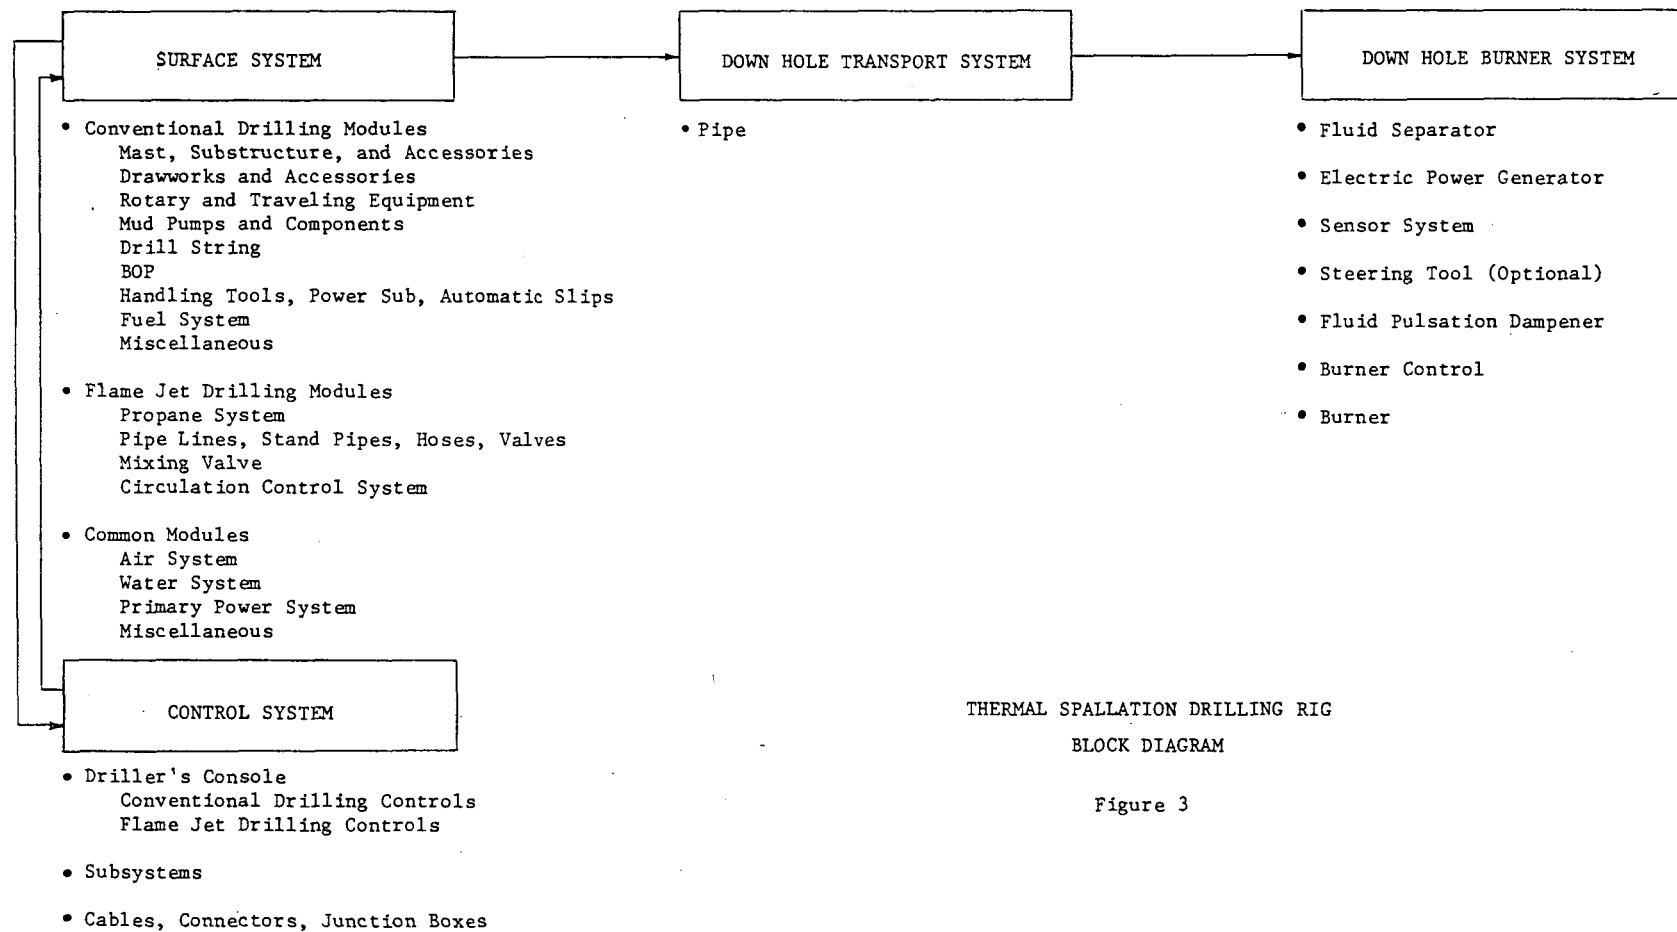 SURFACE SYSTEM
DOWN HOLE TRANSPORT SYSTEM
DOWN HOLE BURNER SYSTEM
• Conventional Drilling Modules
Mast, Substructure, and Accessories
Drawworks and Accessories
Rotary and Traveling Equipment
Mud Pumps and Components
Drill String
BOP
Handling Tools, Power Sub, Automatic Slips
Fuel System
Miscellaneous
• Flame Jet Drilling Modules
Propane System
Pipe Lines, Stand Pipes, Hoses, Valves
Mixing Valve
Circulation Control System
• Common Modules
Air System
Water System
Primary Power System
Miscellaneous
• Pipe
• Fluid Separator
• Electric Power Generator
• Sensor System
• Steering Tool (Optional)
• Fluid Pulsation Dampener
• Burner Control
• Burner
CONTROL SYSTEM
• Driller's Console
Conventional Drilling Controls
Flame Jet Drilling Controls
• Subsystems
• Cables, Connectors, Junction Boxes
THERMAL SPALLATION DRILLING RIG
BLOCK DIAGRAM
Figure 3